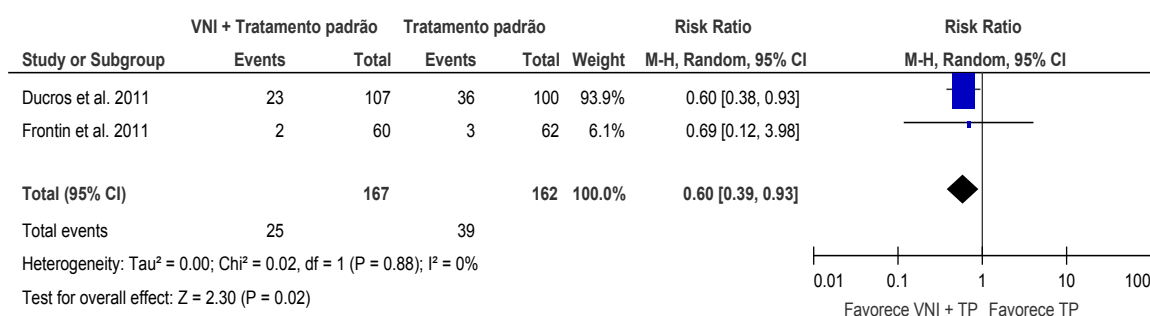 VNI + Tratamento padrão Tratamento padrão Risk Ratio Risk Ratio
Study or Subgroup Events Total Events Total Weight M-H, Random, 95% CI M-H, Random, 95% CI
Ducros et al. 2011 23 107 36 100 93.9% 0.60 [0.38, 0.93]
Frontin et al. 2011 2 60 3 62 6.1% 0.69 [0.12, 3.98]
Total (95% CI) 167 162 100.0% 0.60 [0.39, 0.93]
Total events 25 39
Heterogeneity: Tau² = 0.00; Chi² = 0.02, df = 1 (P = 0.88); I² = 0%
Test for overall effect: Z = 2.30 (P = 0.02)
0.01 0.1 1 10 100
Favorece VNI + TP Favorece TP